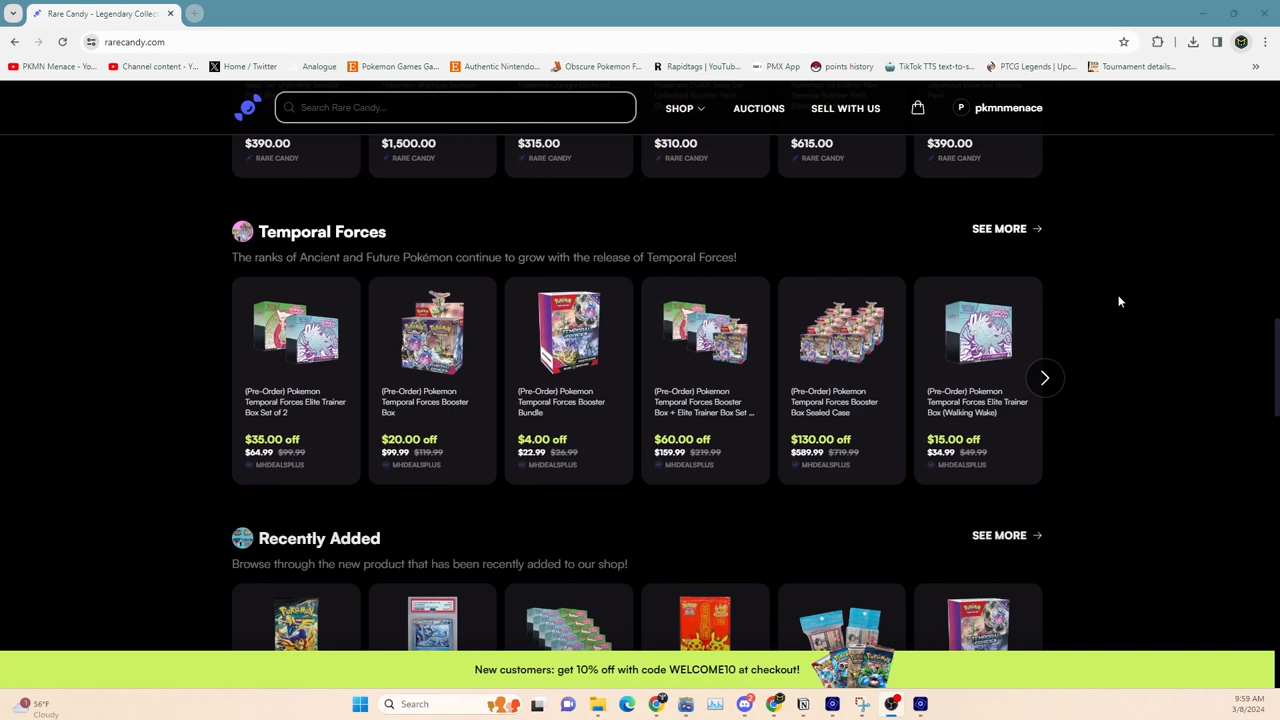 Rare Candy - Legendary Collec
rarecandy.com
PKMN Menace - Yo...
Channel content - Y...
Home / Twitter
Analogue
Pokemon Games Ga...
Authentic Nintendo...
Obscure Pokemon F...
Rapidtags | YouTub...
PMX App
points history
TikTok TTS text-to-s...
PTCG Legends | Upc...
Tournament details...
Search Rare Candy...
SHOP
AUCTIONS
SELL WITH US
P
pkmnmenace
$390.00
$1,500.00
$315.00
$310.00
$615.00
$390.00
RARE CANDY
RARE CANDY
RARE CANDY
RARE CANDY
RARE CANDY
RARE CANDY
Temporal Forces
SEE MORE
The ranks of Ancient and Future Pokémon continue to grow with the release of Temporal Forces!
(Pre-Order) Pokemon
Temporal Forces Elite Trainer
Box Set of 2
$35.00 off
$64.99 $99.99
MHDEALSPLUS
(Pre-Order) Pokemon
Temporal Forces Booster
Box
$20.00 off
$99.99 $119.99
MHDEALSPLUS
(Pre-Order) Pokemon
Temporal Forces Booster
Bundle
$4.00 off
$22.99 $26.99
MHDEALSPLUS
(Pre-Order) Pokemon
Temporal Forces Booster
Box + Elite Trainer Box Set ...
$60.00 off
$159.99 $219.99
MHDEALSPLUS
(Pre-Order) Pokemon
Temporal Forces Booster
Box Sealed Case
$130.00 off
$589.99 $719.99
MHDEALSPLUS
(Pre-Order) Pokemon
Temporal Forces Elite Trainer
Box (Walking Wake)
$15.00 off
$34.99 $49.99
MHDEALSPLUS
Recently Added
SEE MORE
Browse through the new product that has been recently added to our shop!
New customers: get 10% off with code WELCOME10 at checkout!
56°F
Cloudy
Search
2
9:59 AM
3/8/2024